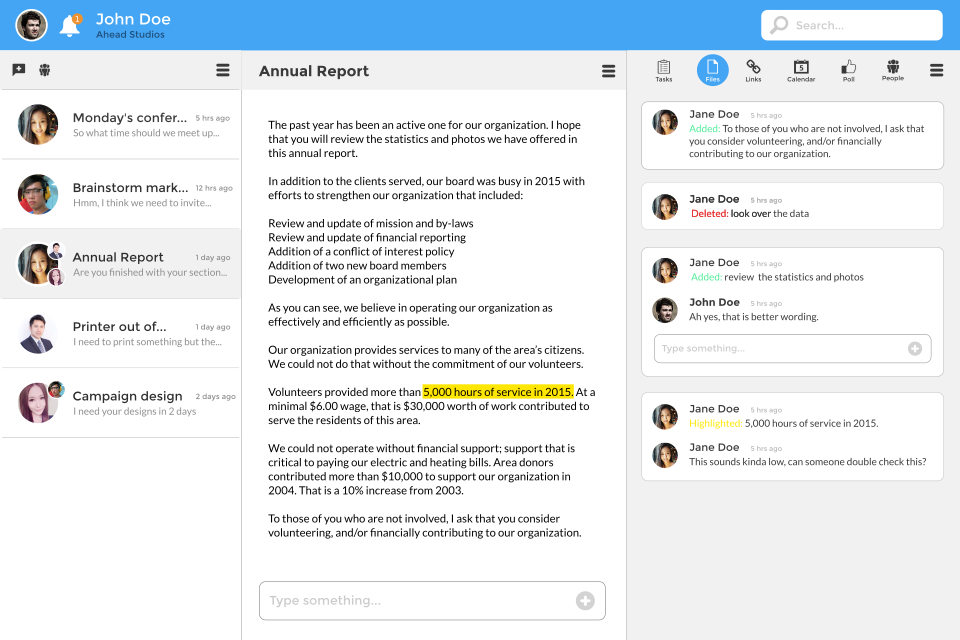 1
John Doe
Ahead Studios
Search...
Monday's confer...
5 hrs ago
So what time should we meet up...
Brainstorm mark...
12 hrs ago
Hmm, I think we need to invite...
Annual Report
1 day ago
Are you finished with your section...
Printer out of...
1 day ago
I need to print something but the...
Campaign design
2 days ago
I need your designs in 2 days
Annual Report
The past year has been an active one for our organization. I hope
that you will review the statistics and photos we have offered in
this annual report.
In addition to the clients served, our board was busy in 2015 with
efforts to strengthen our organization that included:
Review and update of mission and by-laws
Review and update of financial reporting
Addition of a conflict of interest policy
Addition of two new board members
Development of an organizational plan
As you can see, we believe in operating our organization as
effectively and efficiently as possible.
Our organization provides services to many of the area's citizens.
We could not do that without the commitment of our volunteers.
Volunteers provided more than 5,000 hours of service in 2015. At a
minimal $6.00 wage, that is $30,000 worth of work contributed to
serve the residents of this area.
We could not operate without financial support; support that is
critical to paying our electric and heating bills. Area donors
contributed more than $10,000 to support our organization in
2004. That is a 10% increase from 2003.
To those of you who are not involved, I ask that you consider
volunteering, and/or financially contributing to our organization.
Type something...
Tasks
Files
Links
5
Calendar
Poll
People
Jane Doe 5 hrs ago
Added: To those of you who are not involved, I ask that
you consider volunteering, and/or financially
contributing to our organization.
Jane Doe 5 hrs ago
Deleted: look over the data
Jane Doe 5 hrs ago
Added: review the statistics and photos
John Doe 5 hrs ago
Ah yes, that is better wording.
Type something...
Jane Doe 5 hrs ago
Highlighted: 5,000 hours of service in 2015.
Jane Doe 5 hrs ago
This sounds kinda low, can someone double check this?